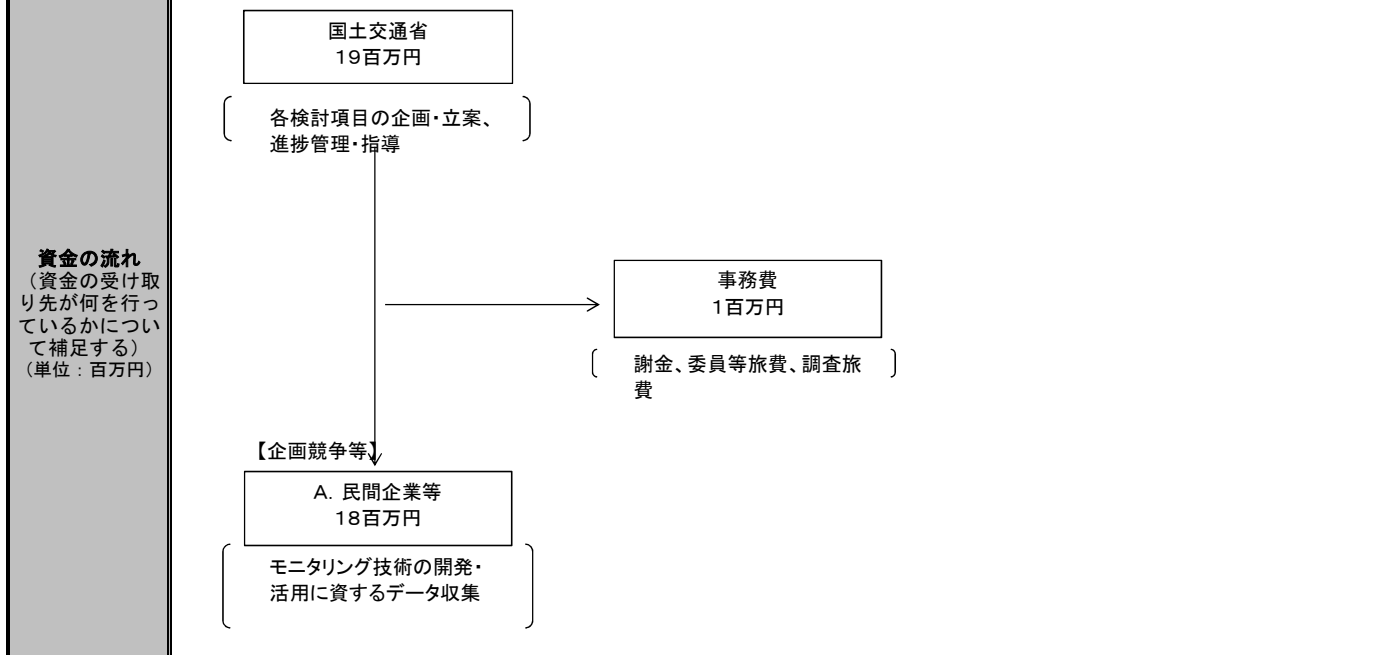 国土交通省
19百万円
各検討項目の企画・立案、
進捗管理・指導
資金の流れ
（資金の受け取
り先が何を行っ
ているかについ
て補足する）
（単位：百万円）
事務費
1百万円
謝金、委員等旅費、調査旅
費
【企画競争等】
A．民間企業等
18百万円
モニタリング技術の開発・
活用に資するデータ収集